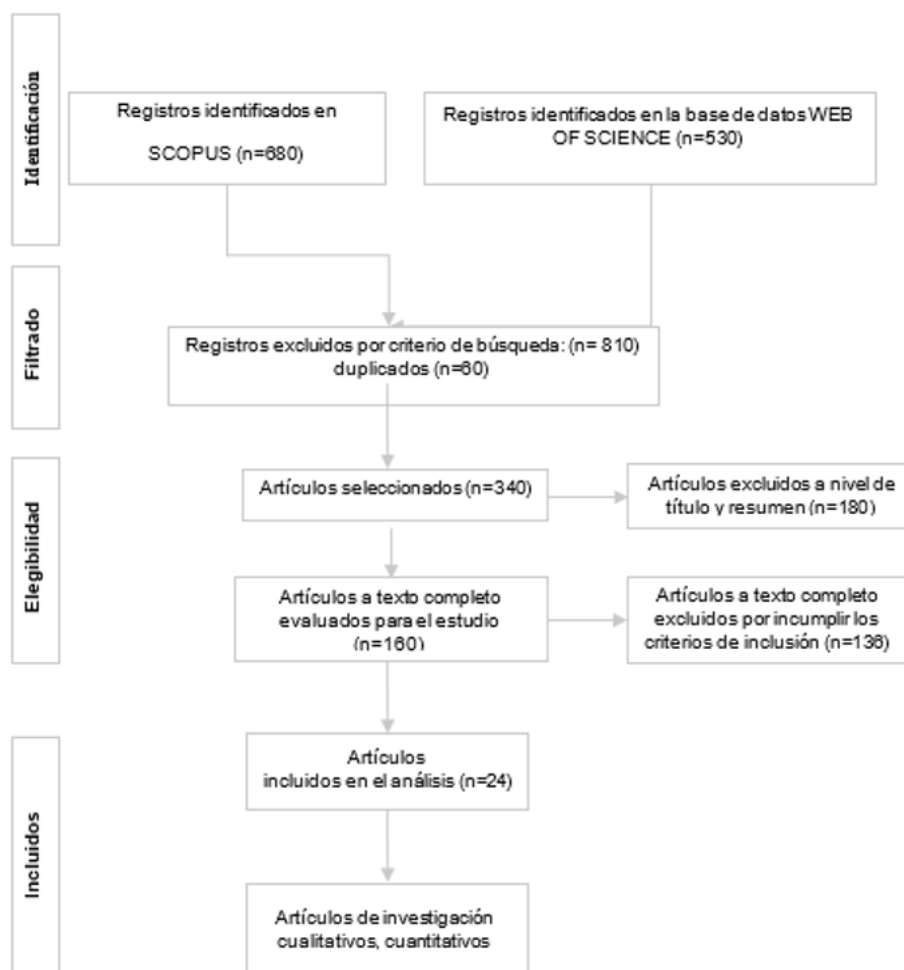 Identificación
Registros identificados en
SCOPUS (n=680)
Registros identificados en la base de datos WEB
OF SCIENCE (n=530)
Filtrado
Registros excluidos por criterio de búsqueda: (n= 810)
duplicados (n=60)
Elegibilidad
Artículos seleccionados (n=340)
Artículos excluidos a nivel de
título y resumen (n=180)
Artículos a texto completo
evaluados para el estudio
(n=160)
Artículos a texto completo
excluidos por incumplir los
criterios de inclusión (n=136)
Incluidos
Artículos
incluidos en el análisis (n=24)
Artículos de investigación
cualitativos, cuantitativos